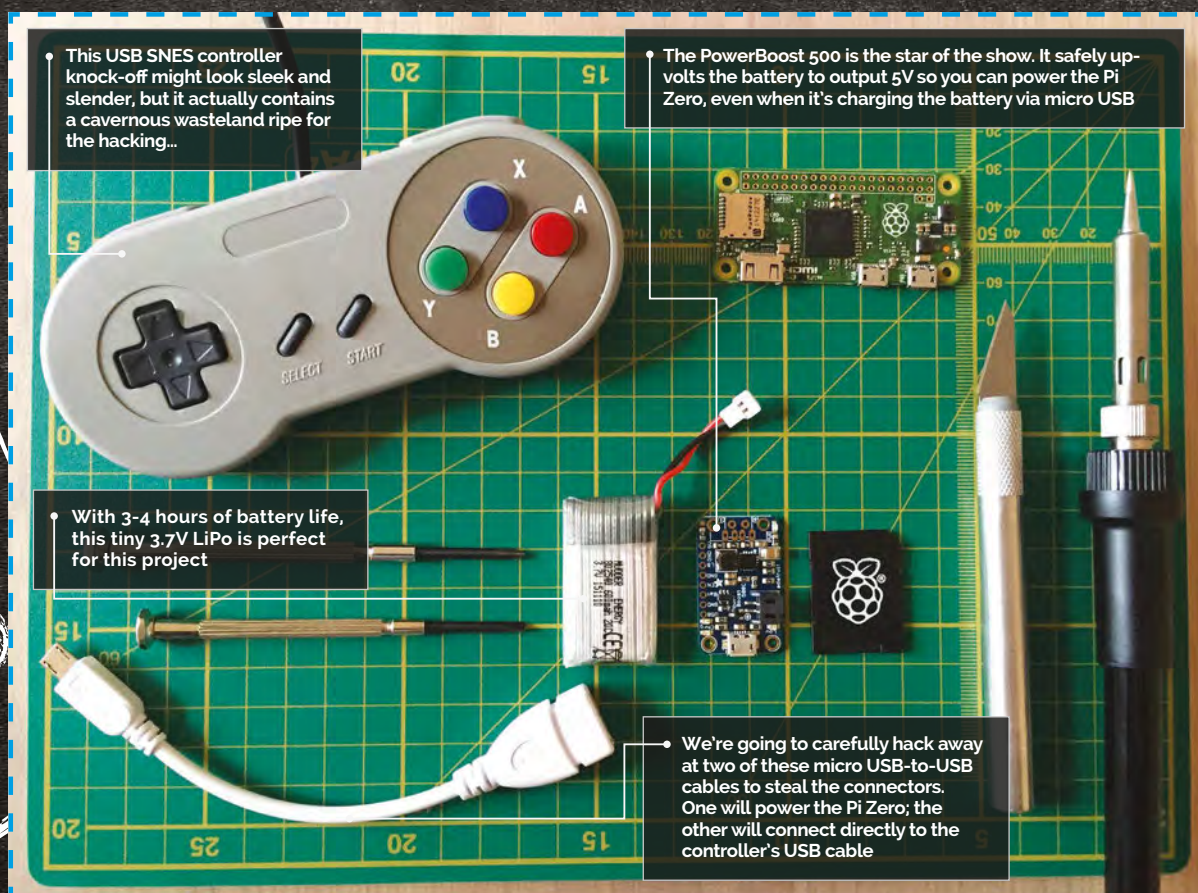 This USB SNES controller
knock-off might look sleek and
slender, but it actually contains
a cavernous wasteland ripe for
the hacking...
The PowerBoost 500 is the star of the show. It safely up-
volts the battery to output 5V so you can power the Pi
Zero, even when it's charging the battery via micro USB
X
A
Y
B
SELECT
START
With 3-4 hours of battery life,
this tiny 3.7V LiPo is perfect
for this project
We're going to carefully hack away
at two of these micro USB-to-USB
cables to steal the connectors.
One will power the Pi Zero; the
other will connect directly to the
controller's USB cable
20
15
5
10
15
20
25
20
15
5